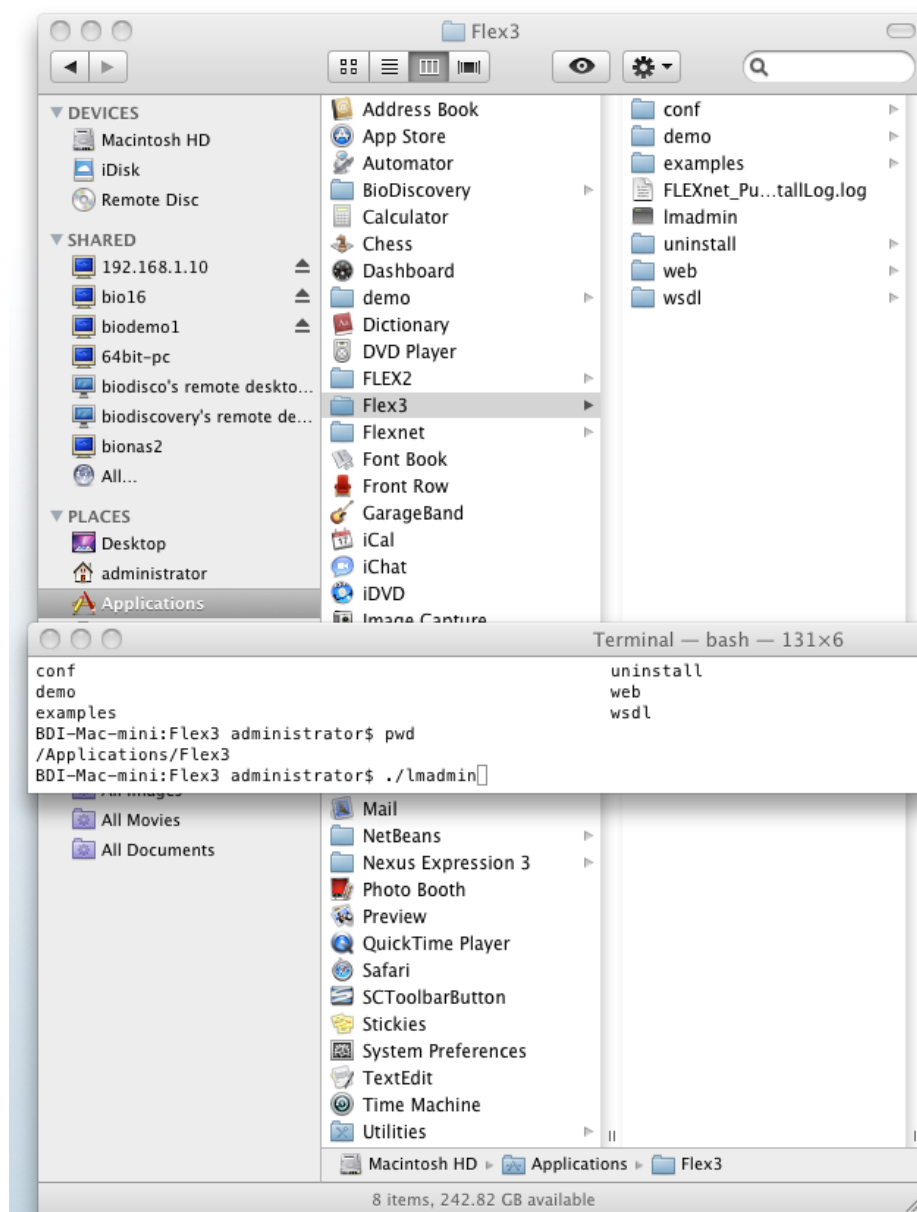 Flex3
DEVICES
Macintosh HD
iDisk
Remote Disc
SHARED
192.168.1.10
bio16
biodemo1
64bit-pc
biodisco's remote deskto...
biodiscovery's remote de...
bionas2
All...
PLACES
Desktop
administrator
Applications
Address Book
App Store
Automator
BioDiscovery
Calculator
Chess
Dashboard
demo
Dictionary
DVD Player
FLEX2
Flex3
Flexnet
Font Book
Front Row
GarageBand
iCal
iChat
iDVD
Image Capture
conf
demo
examples
FLEXnet_Pu...tallLog.log
lmadmin
uninstall
web
wsdl
Terminal — bash — 131×6
conf uninstall
demo web
examples wsdl
BDI-Mac-mini:Flex3 administrator$ pwd
/Applications/Flex3
BDI-Mac-mini:Flex3 administrator$ ./lmadmin
All Images
All Movies
All Documents
Mail
NetBeans
Nexus Expression 3
Photo Booth
Preview
QuickTime Player
Safari
SCToolbarButton
Stickies
System Preferences
TextEdit
Time Machine
Utilities
Macintosh HD Applications Flex3
8 items, 242.82 GB available